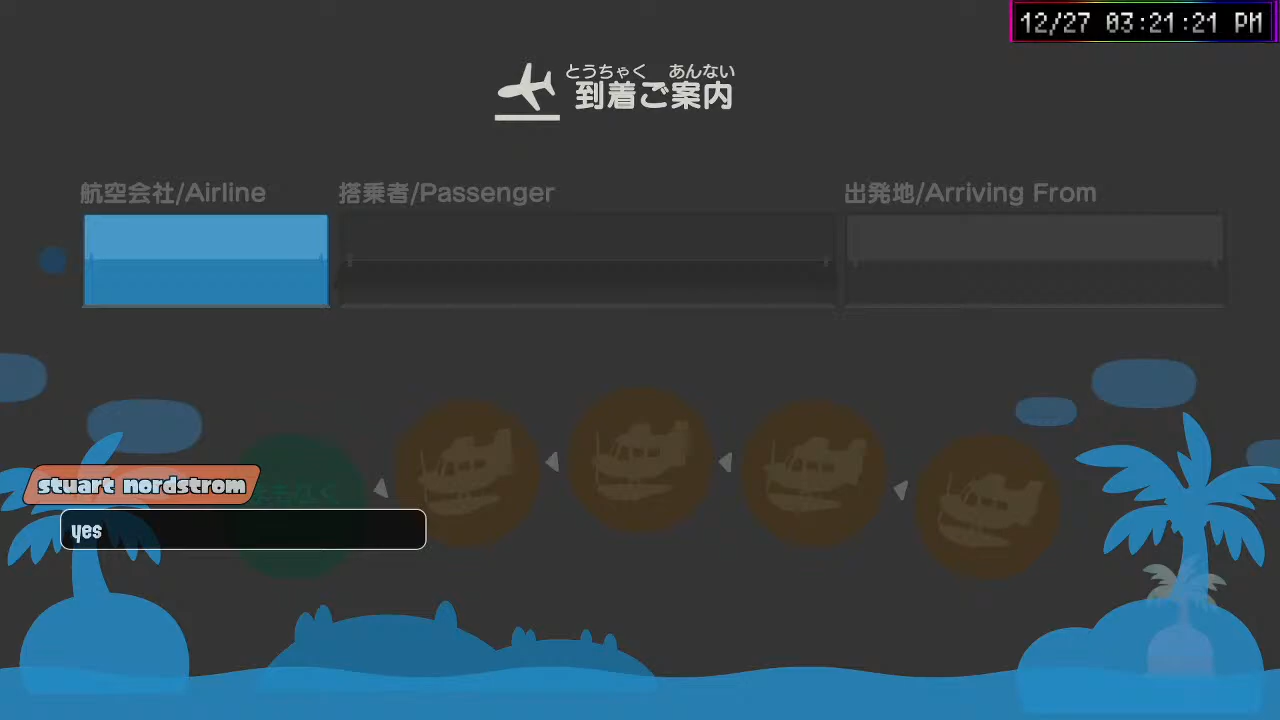 12/27 03:21:21 PM
とうちゃく あんない
到着ご案内
航空会社/Airline
搭乗者/Passenger
出発地/Arriving From
stuart nordstrom
yes